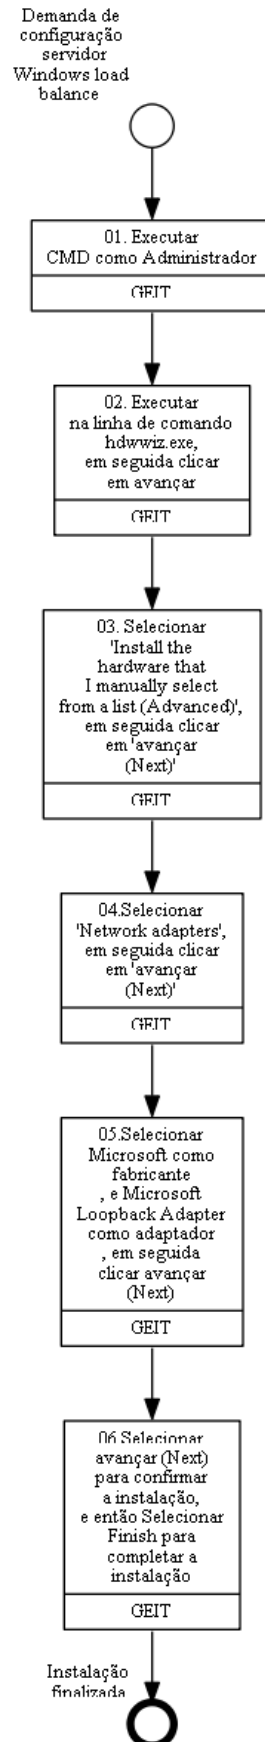 Demanda de
configuração
servidor
Windows load
balance
01. Executar
CMD como Administrador
GEIT
02. Executar
na linha de comando
hdwwiz.exe,
em seguida clicar
em avançar
GEIT
03. Selecionar
'Install the
hardware that
I manually select
from a list (Advanced)',
em seguida clicar
em 'avançar
(Next)'
GEIT
04.Selecionar
'Network adapters',
em seguida clicar
em 'avançar
(Next)'
GEIT
05.Selecionar
Microsoft como
fabricante
, e Microsoft
Loopback Adapter
como adaptador
, em seguida
clicar avançar
(Next)
GEIT
06.Selecionar
avançar (Next)
para confirmar
a instalação,
e então Selecionar
Finish para
completar a
instalação
GEIT
Instalação
finalizada